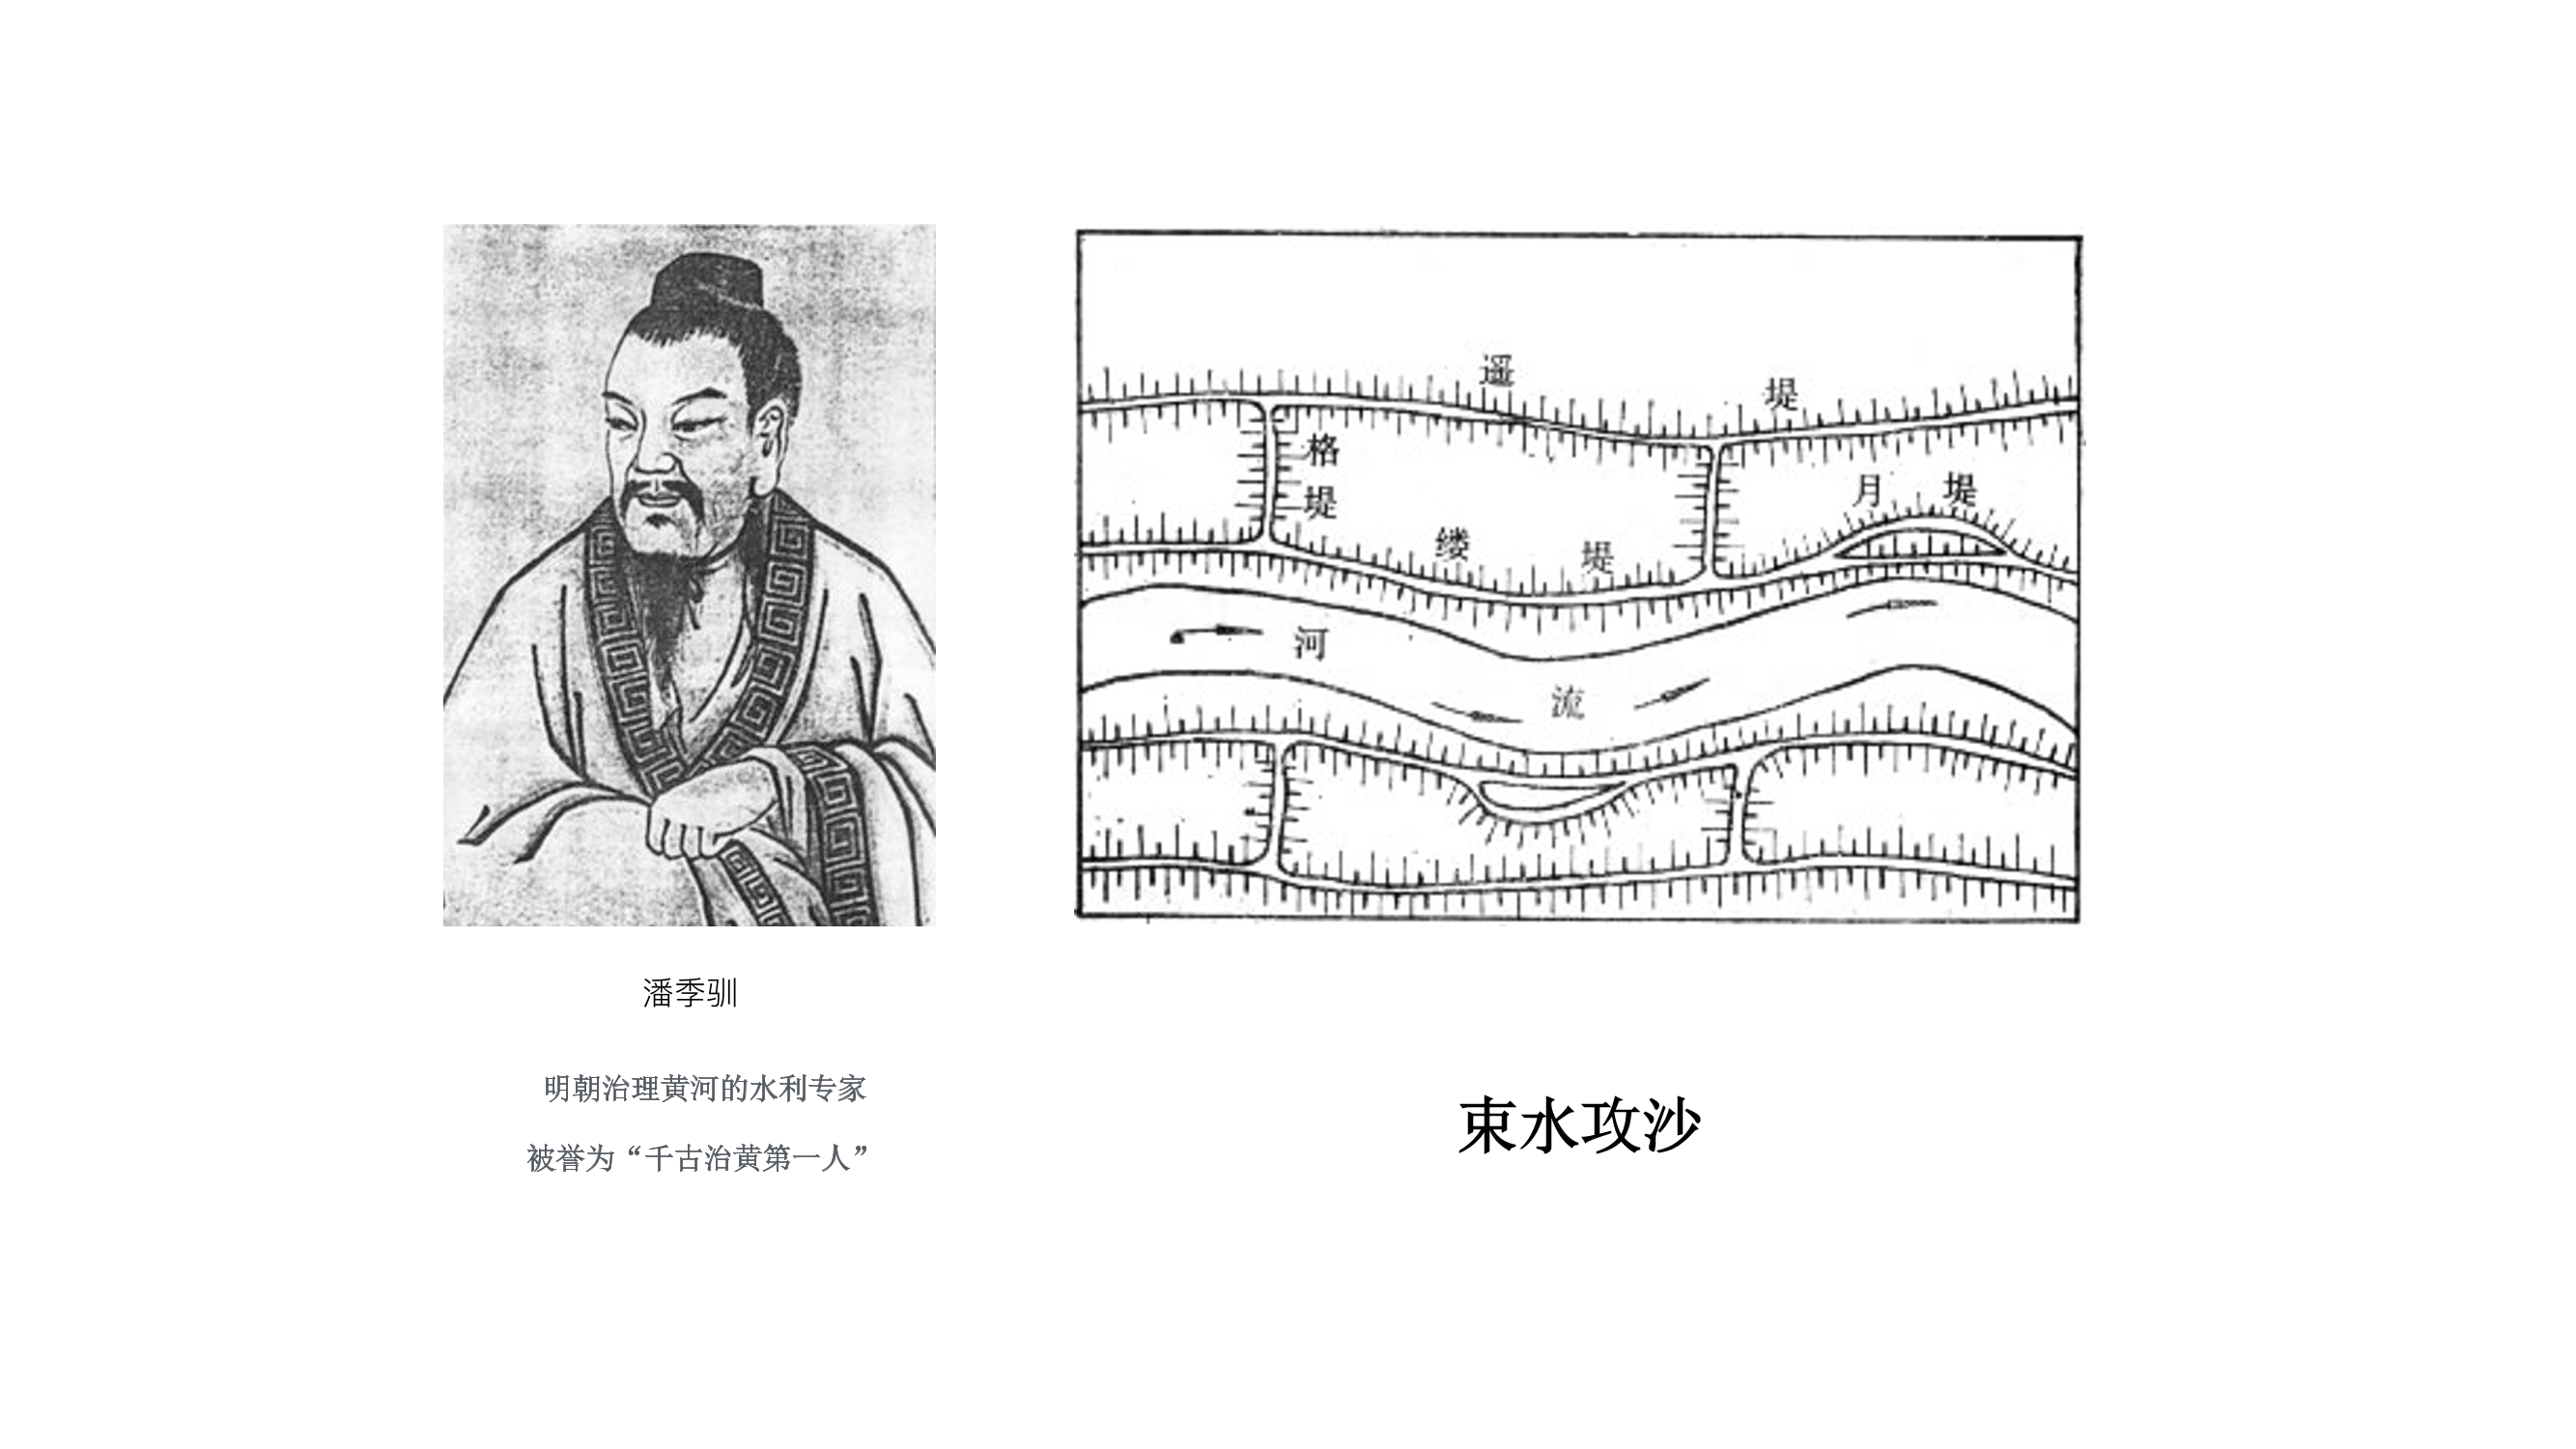 遥 堤
格堤
月 堤
缕 堤
河
流
潘季驯
明朝治理黄河的水利专家
被誉为“千古治黄第一人”
束水攻沙